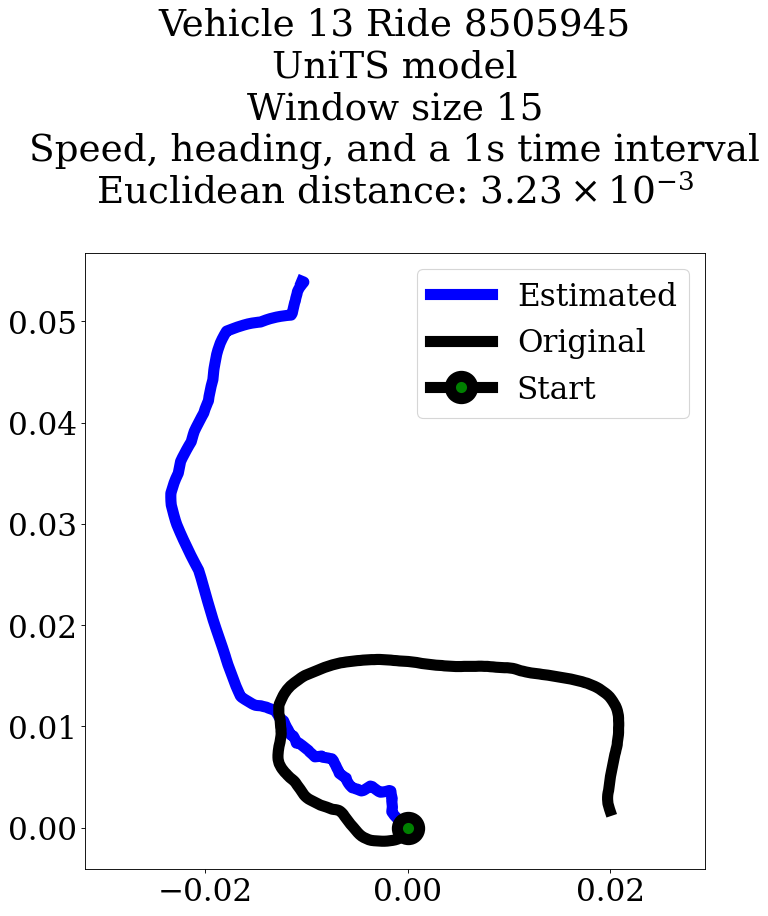 Vehicle 13 Ride 8505945
UniTS model
Window size 15
Speed, heading, and a 1s time interval
Euclidean distance: 3.23 × 10⁻³
Estimated
Original
Start
0.05
0.04
0.03
0.02
0.01
0.00
−0.02 0.00 0.02